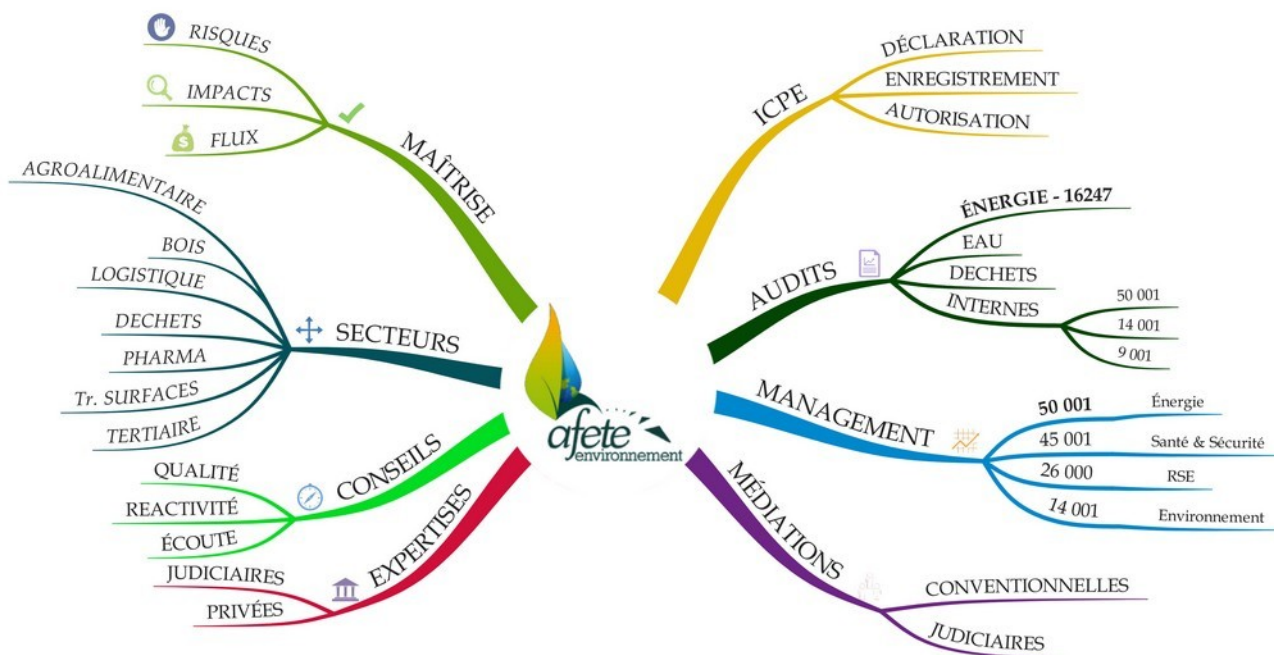 MAÎTRISE
RISQUES
IMPACTS
FLUX
SECTEURS
AGROALIMENTAIRE
BOIS
LOGISTIQUE
DECHETS
PHARMA
Tr. SURFACES
TERTIAIRE
CONSEILS
QUALITÉ
REACTIVITÉ
ÉCOUTE
EXPERTISES
JUDICIAIRES
PRIVÉES
afete
environnement
ICPE
DÉCLARATION
ENREGISTREMENT
AUTORISATION
AUDITS
ÉNERGIE - 16247
EAU
DECHETS
INTERNES
50 001
14 001
9 001
MANAGEMENT
50 001 Énergie
45 001 Santé & Sécurité
26 000 RSE
14 001 Environnement
MÉDIATIONS
CONVENTIONNELLES
JUDICIAIRES